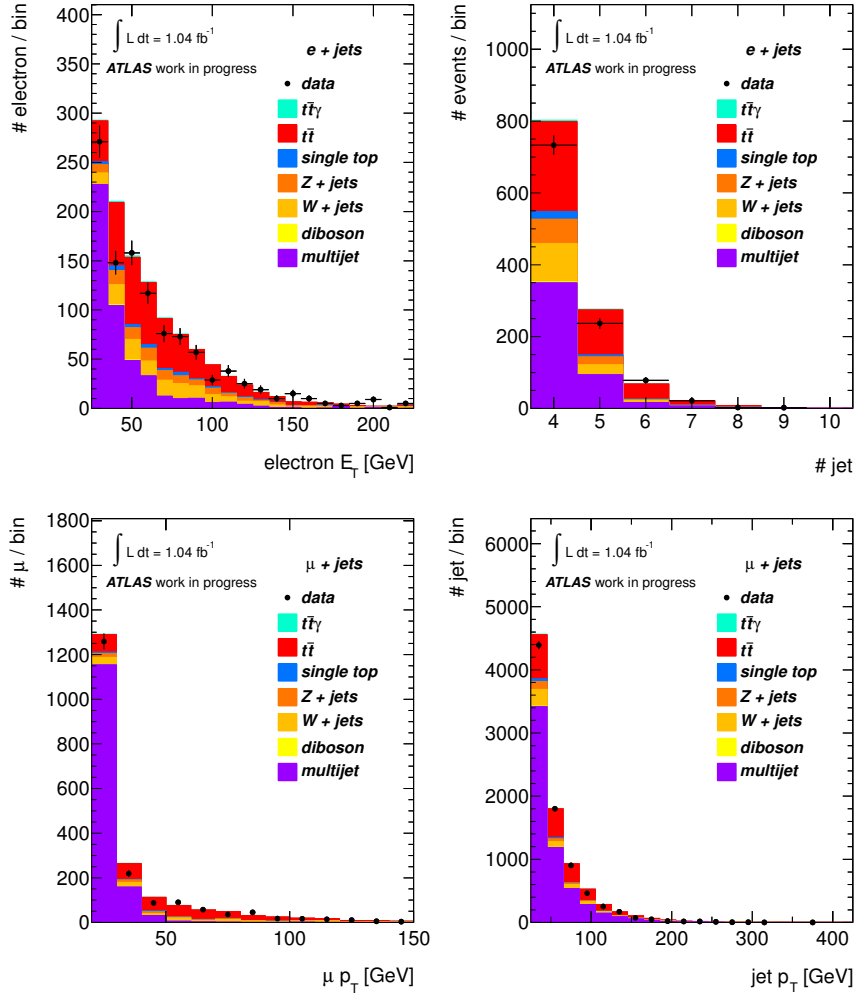 # electron / bin
400
350
300
250
200
150
100
50
0
∫ L dt = 1.04 fb⁻¹
ATLAS work in progress
e + jets
data
tt̄γ
tt̄
single top
Z + jets
W + jets
diboson
multijet
50 100 150 200
electron E_T [GeV]
# events / bin
1000
800
600
400
200
0
∫ L dt = 1.04 fb⁻¹
ATLAS work in progress
e + jets
data
tt̄γ
tt̄
single top
Z + jets
W + jets
diboson
multijet
4 5 6 7 8 9 10
# jet
# μ / bin
1800
1600
1400
1200
1000
800
600
400
200
0
∫ L dt = 1.04 fb⁻¹
ATLAS work in progress
μ + jets
data
tt̄γ
tt̄
single top
Z + jets
W + jets
diboson
multijet
50 100 150
μ p_T [GeV]
# jet / bin
6000
5000
4000
3000
2000
1000
0
∫ L dt = 1.04 fb⁻¹
ATLAS work in progress
μ + jets
data
tt̄γ
tt̄
single top
Z + jets
W + jets
diboson
multijet
100 200 300 400
jet p_T [GeV]